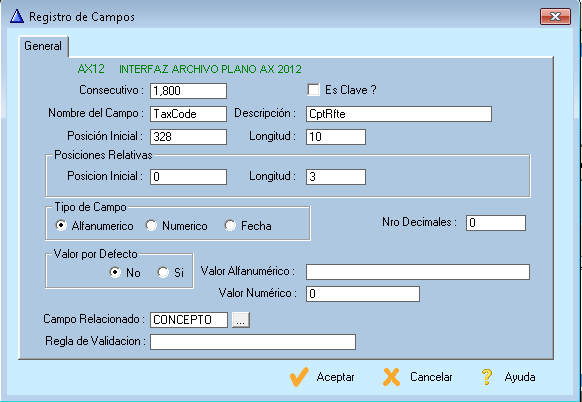 Registro de Campos
General
AX12 INTERFAZ ARCHIVO PLANO AX 2012
Consecutivo : 1,800 Es Clave ?
Nombre del Campo : TaxCode Descripción : CptRfte
Posición Inicial : 328 Longitud : 10
Posiciones Relativas
Posicion Inicial : 0 Longitud : 3
Tipo de Campo
Alfanumerico Numerico Fecha Nro Decimales : 0
Valor por Defecto
No Si Valor Alfanumérico :
Valor Numérico : 0
Campo Relacionado : CONCEPTO ...
Regla de Validacion :
Aceptar Cancelar ? Ayuda